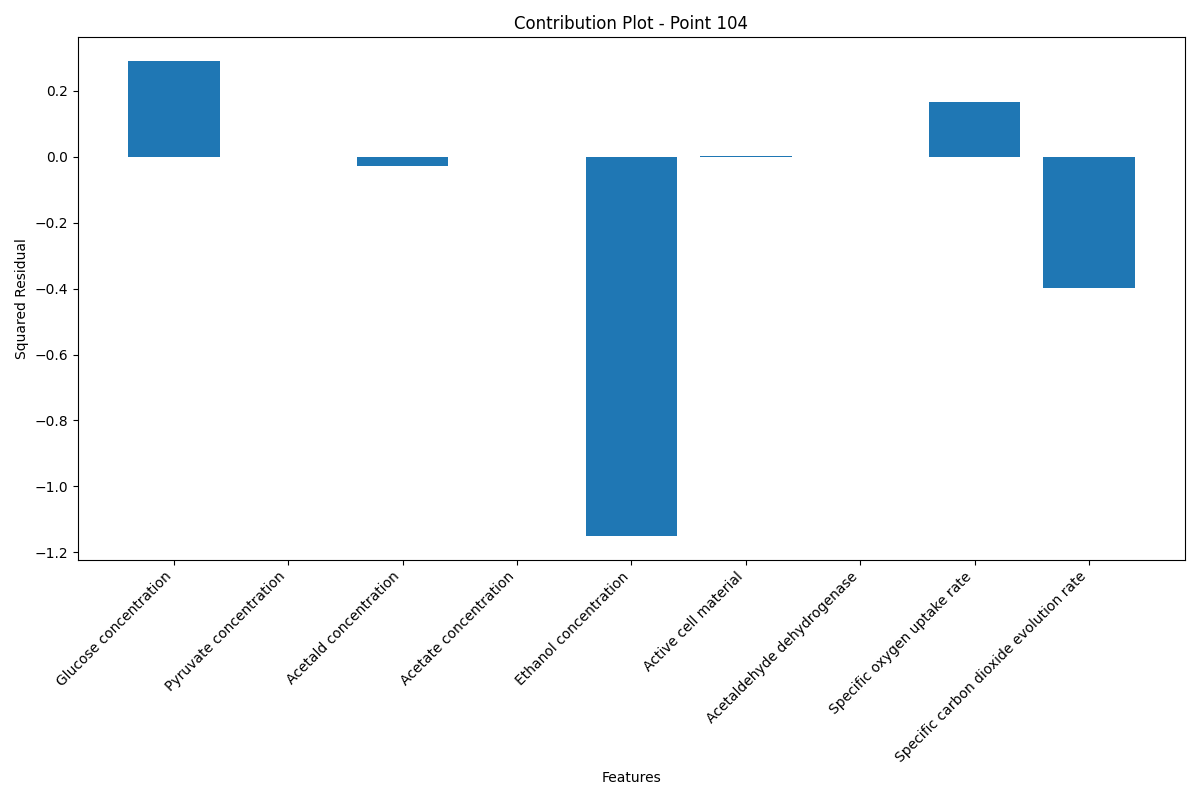 Contribution Plot - Point 104
Squared Residual
0.2
0.0
−0.2
−0.4
−0.6
−0.8
−1.0
−1.2
Glucose concentration
Pyruvate concentration
Acetald concentration
Acetate concentration
Ethanol concentration
Active cell material
Acetaldehyde dehydrogenase
Specific oxygen uptake rate
Specific carbon dioxide evolution rate
Features